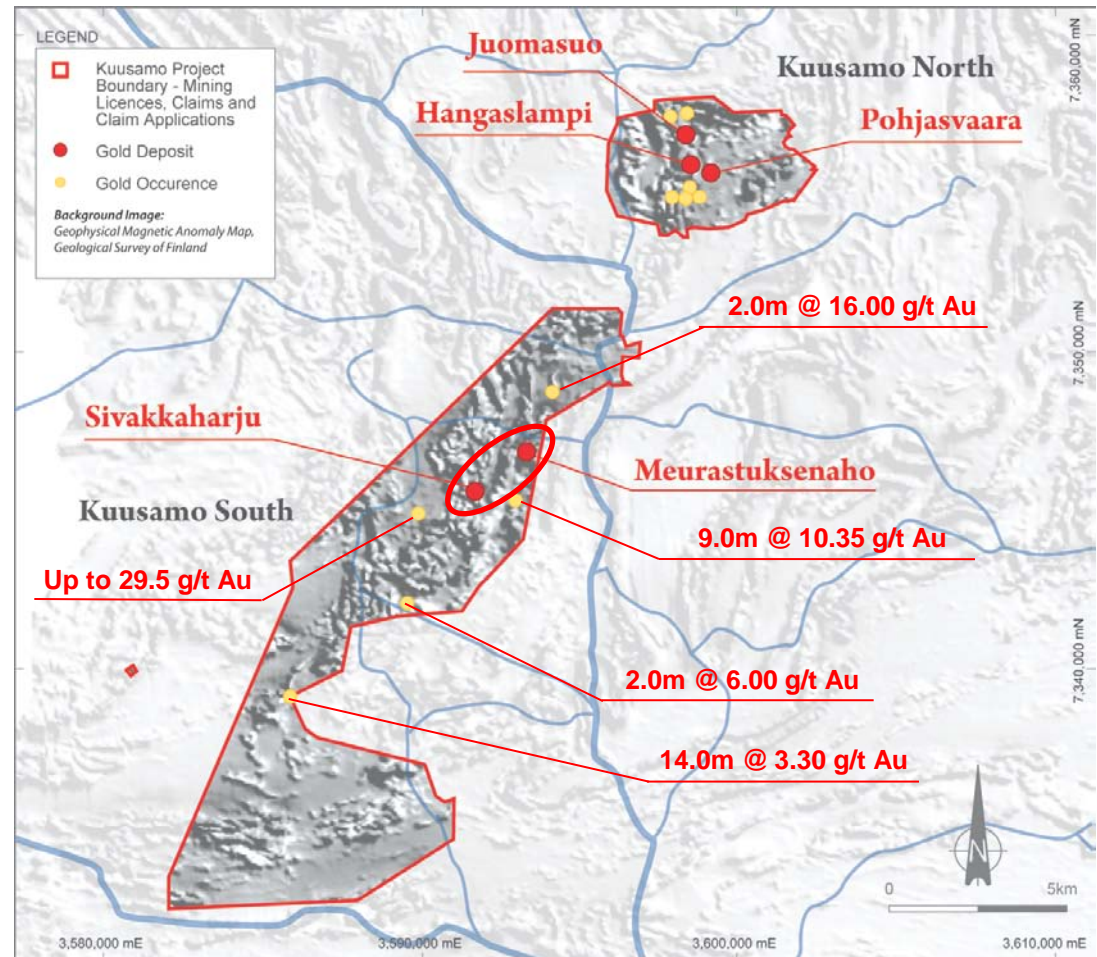 LEGEND
Kuusamo Project
Boundary - Mining
Licences, Claims and
Claim Applications
Gold Deposit
Gold Occurence
Background Image:
Geophysical Magnetic Anomaly Map,
Geological Survey of Finland
Juomasuo
Kuusamo North
Hangaslampi
Pohjasvaara
7,360,000 mN
2.0m @ 16.00 g/t Au
7,350,000 mN
Sivakkaharju
Meurastuksenaho
Kuusamo South
9.0m @ 10.35 g/t Au
Up to 29.5 g/t Au
2.0m @ 6.00 g/t Au
7,340,000 mN
14.0m @ 3.30 g/t Au
N
0 5km
3,580,000 mE 3,590,000 mE 3,600,000 mE 3,610,000 mE